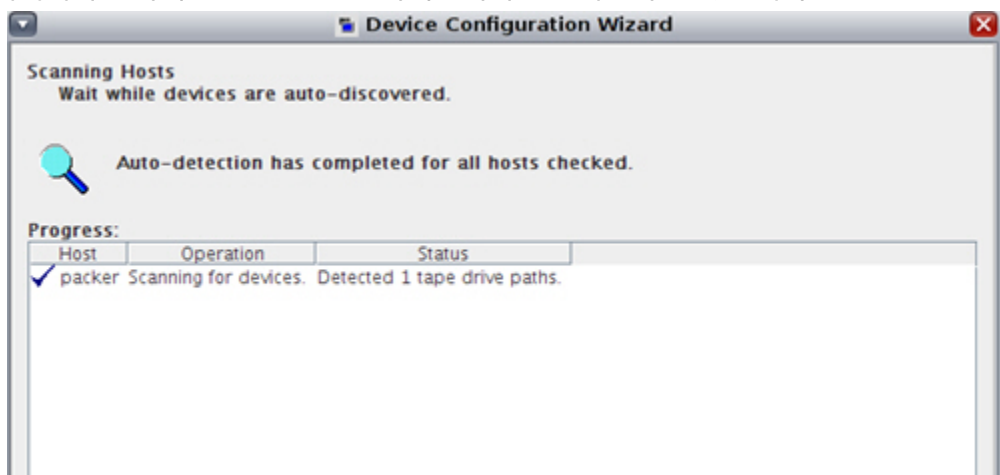 Device Configuration Wizard
Scanning Hosts
Wait while devices are auto-discovered.
Auto-detection has completed for all hosts checked.
Progress:
Host Operation Status
packer Scanning for devices. Detected 1 tape drive paths.